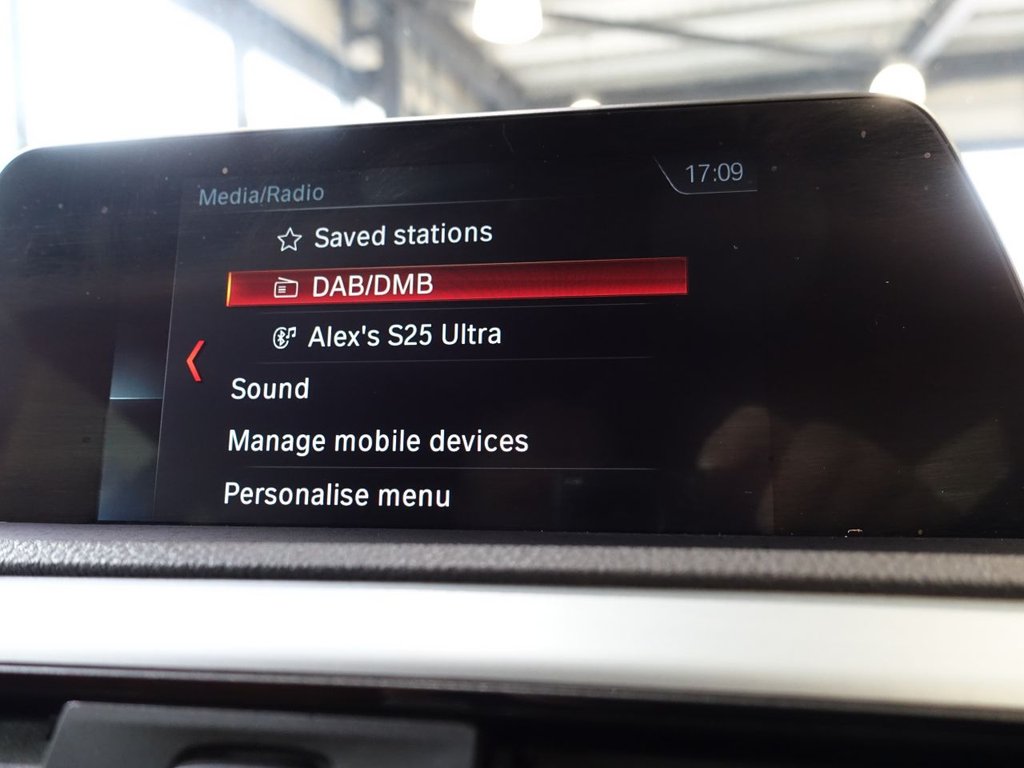 Media/Radio
17:09
Saved stations
DAB/DMB
Alex's S25 Ultra
Sound
Manage mobile devices
Personalise menu